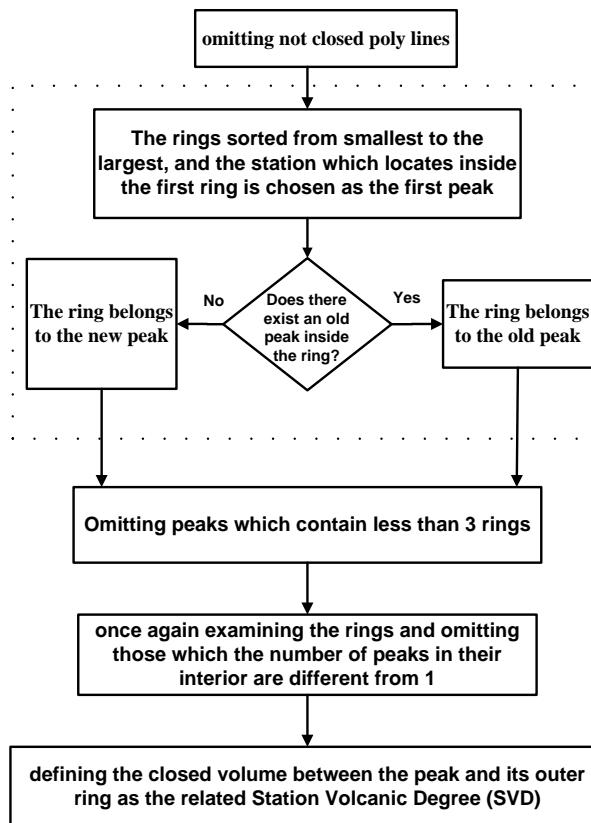 omitting not closed poly lines
The rings sorted from smallest to the
largest, and the station which locates inside
the first ring is chosen as the first peak
Does there
exist an old
peak inside
the ring?
No
Yes
The ring belongs
to the new peak
The ring belongs
to the old peak
Omitting peaks which contain less than 3 rings
once again examining the rings and omitting
those which the number of peaks in their
interior are different from 1
defining the closed volume between the peak and its outer
ring as the related Station Volcanic Degree (SVD)